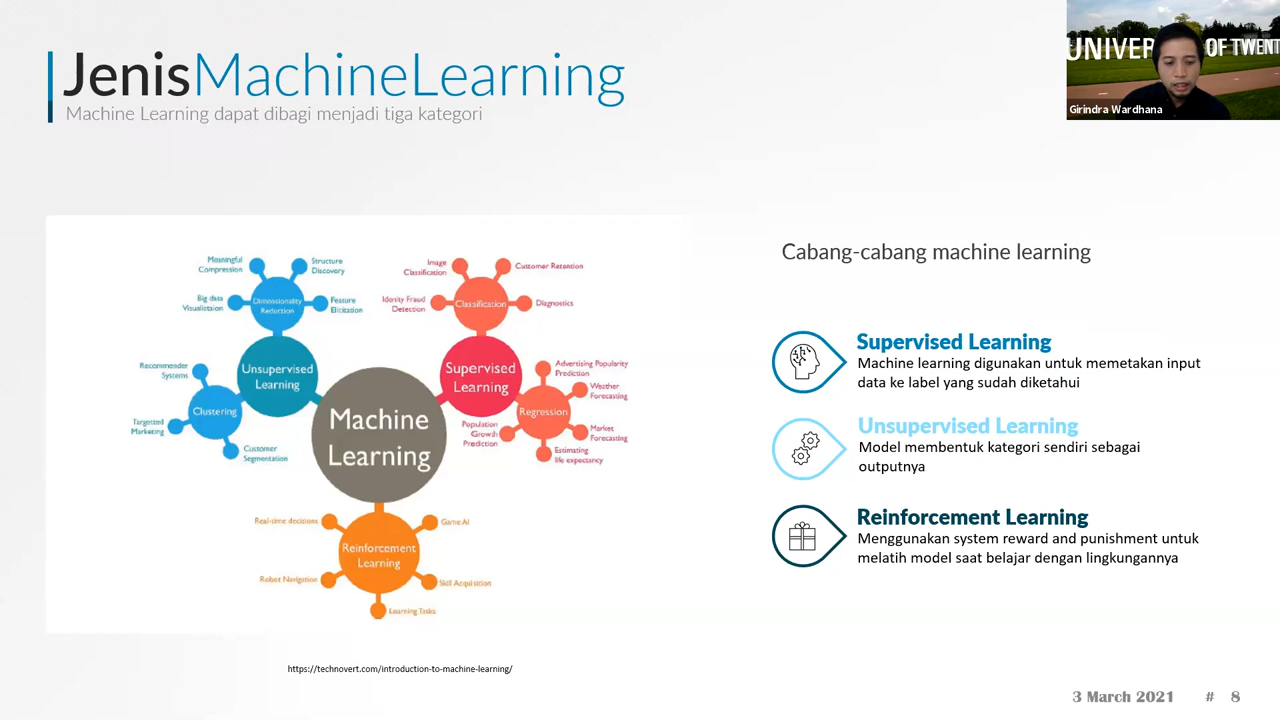 JenisMachineLearning
Machine Learning dapat dibagi menjadi tiga kategori
UNIVER OF TWENT
Girindra Wardhana
Meaningful
Compression
Structure
Discovery
Big data
Visualistaion
Dimensionality
Reduction
Feature
Elicitation
Image
Classification
Customer Retention
Identity Fraud
Detection
Classification
Diagnostics
Recommender
Systems
Unsupervised
Learning
Supervised
Learning
Advertising Popularity
Prediction
Weather
Forecasting
Clustering
Regression
Targetted
Marketing
Customer
Segmentation
Population
Growth
Prediction
Market
Forecasting
Estimating
life expectancy
Machine
Learning
Real-time decisions
Game AI
Reinforcement
Learning
Robot Navigation
Skill Acquisition
Learning Tasks
https://technovert.com/introduction-to-machine-learning/
Cabang-cabang machine learning
Supervised Learning
Machine learning digunakan untuk memetakan input
data ke label yang sudah diketahui
Unsupervised Learning
Model membentuk kategori sendiri sebagai
outputnya
Reinforcement Learning
Menggunakan system reward and punishment untuk
melatih model saat belajar dengan lingkungannya
3 March 2021 # 8